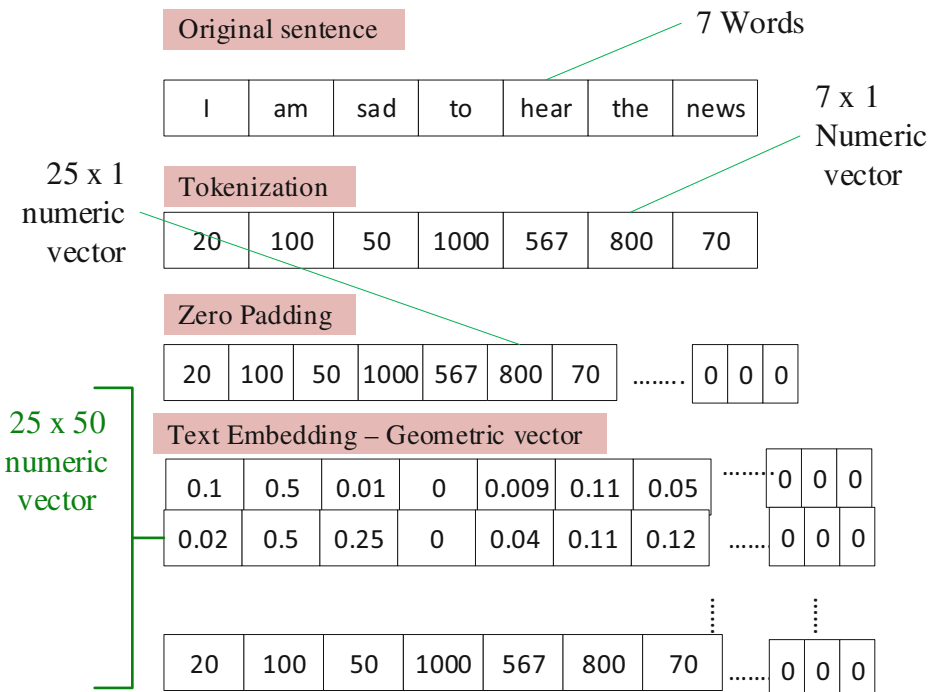 Original sentence
7 Words
I am sad to hear the news
7 x 1
Numeric
vector
25 x 1
numeric
vector
Tokenization
20 100 50 1000 567 800 70
Zero Padding
20 100 50 1000 567 800 70 ........ 0 0 0
25 x 50
numeric
vector
Text Embedding – Geometric vector
0.1 0.5 0.01 0 0.009 0.11 0.05 ........ 0 0 0
0.02 0.5 0.25 0 0.04 0.11 0.12 ....... 0 0 0
20 100 50 1000 567 800 70 ....... 0 0 0